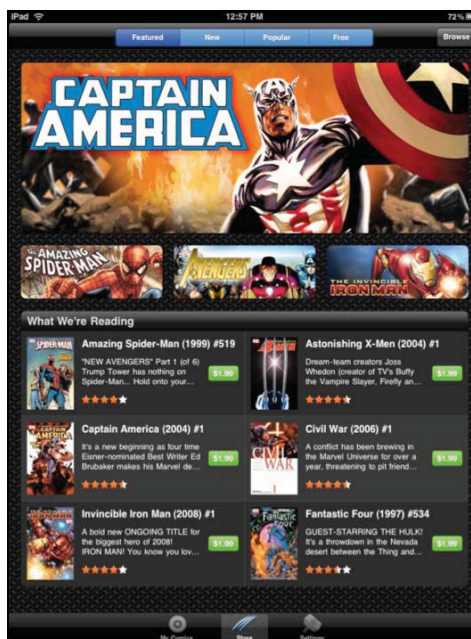 iPad 12:57 PM 72%
Featured New Popular Free Browse
CAPTAIN
AMERICA
THE AMAZING
SPIDER-MAN
AVENGERS
THE INVINCIBLE
IRON MAN
What We're Reading
Amazing Spider-Man (1999) #519
"NEW AVENGERS" Part 1 (of 6)
Trump Tower has nothing on
Spider-Man... Hold onto your...
$1.99
Astonishing X-Men (2004) #1
Dream-team creators Joss
Whedon (creator of TV's Buffy
the Vampire Slayer, Firefly an...
$1.99
Captain America (2004) #1
It's a new beginning as four time
Eisner-nominated Best Writer Ed
Brubaker makes his Marvel de...
$1.99
Civil War (2006) #1
A conflict has been brewing in
the Marvel Universe for over a
year, threatening to pit friend...
$1.99
CIVIL
WAR
Invincible Iron Man (2008) #1
A bold new ONGOING TITLE for
the biggest hero of 2008!
IRON MAN! You know you lov...
$1.99
Fantastic Four (1997) #534
GUEST-STARRING THE HULK!
It's a throwdown in the Nevada
desert between the Thing and...
$1.99
My Comics Store Settings